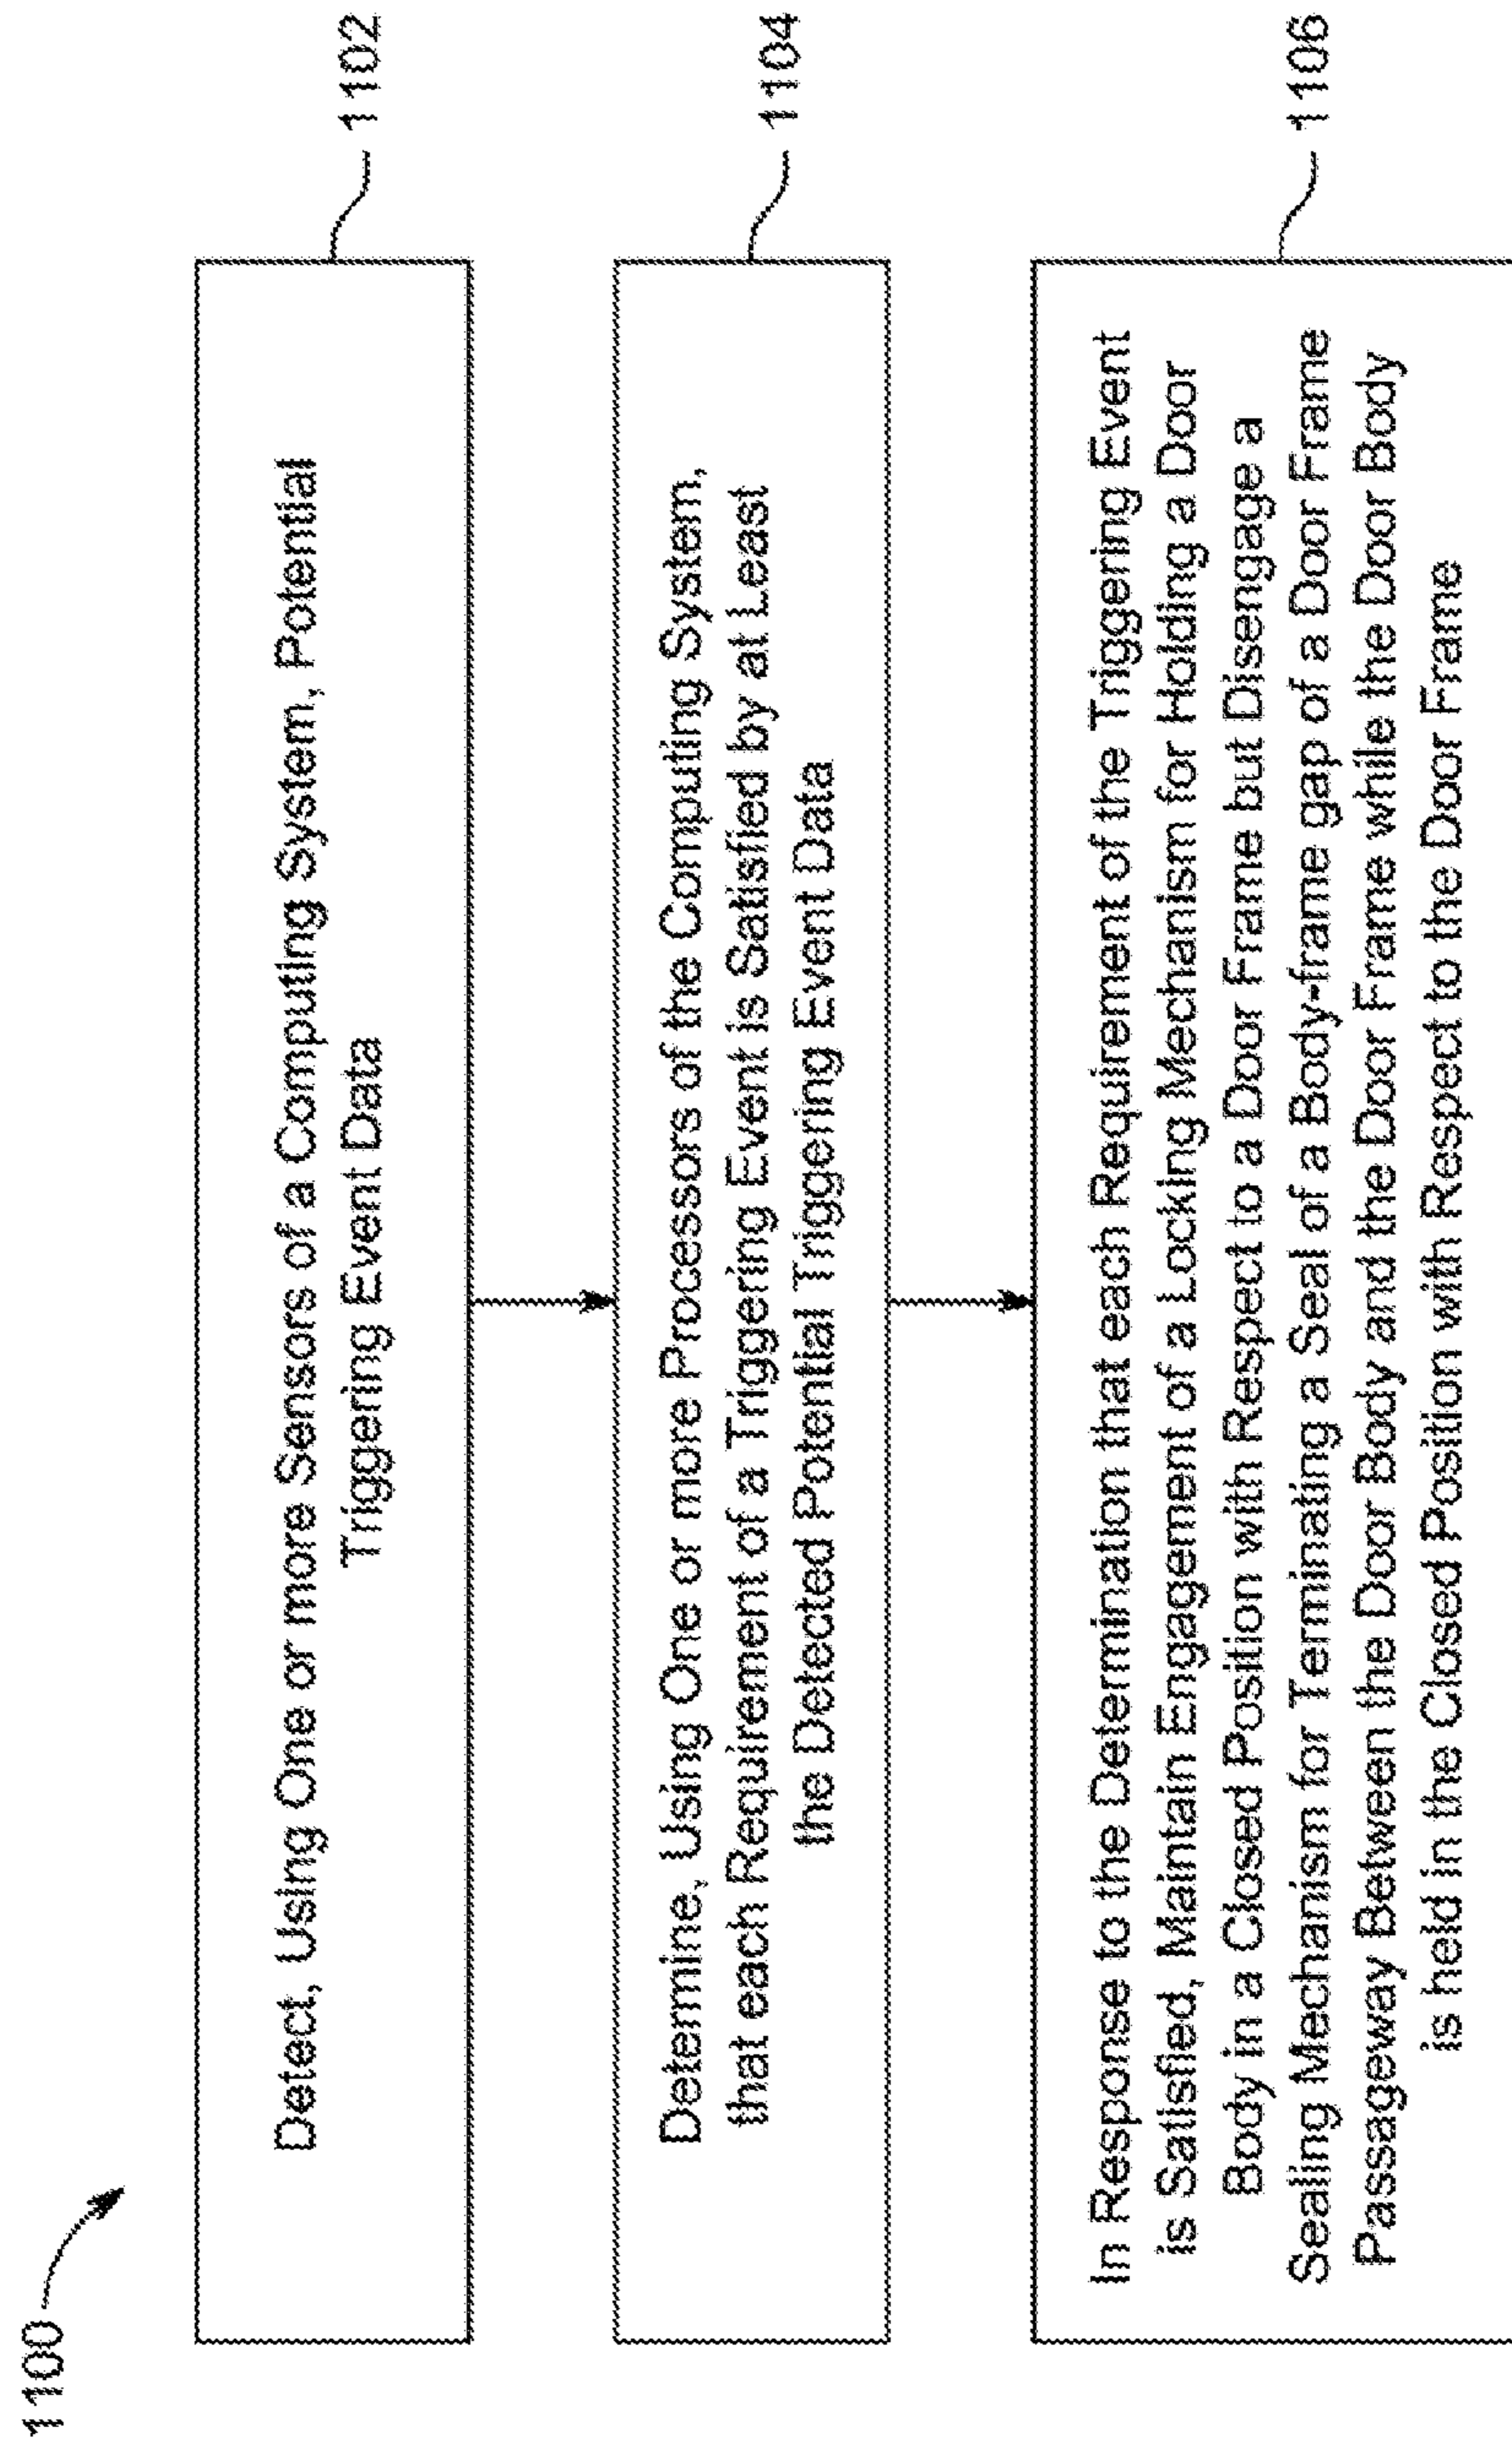 1100
Detect, Using One or more Sensors of a Computing System, Potential
Triggering Event Data
1102
Determine, Using One or more Processors of the Computing System,
that each Requirement of a Triggering Event is Satisfied by at Least
the Detected Potential Triggering Event Data
1104
In Response to the Determination that each Requirement of the Triggering Event
is Satisfied, Maintain Engagement of a Locking Mechanism for Holding a Door
Body in a Closed Position with Respect to a Door Frame but Disengage a
Sealing Mechanism for Terminating a Seal of a Body-frame gap of a Door Frame
Passageway Between the Door Body and the Door Frame while the Door Body
is held in the Closed Position with Respect to the Door Frame
1106